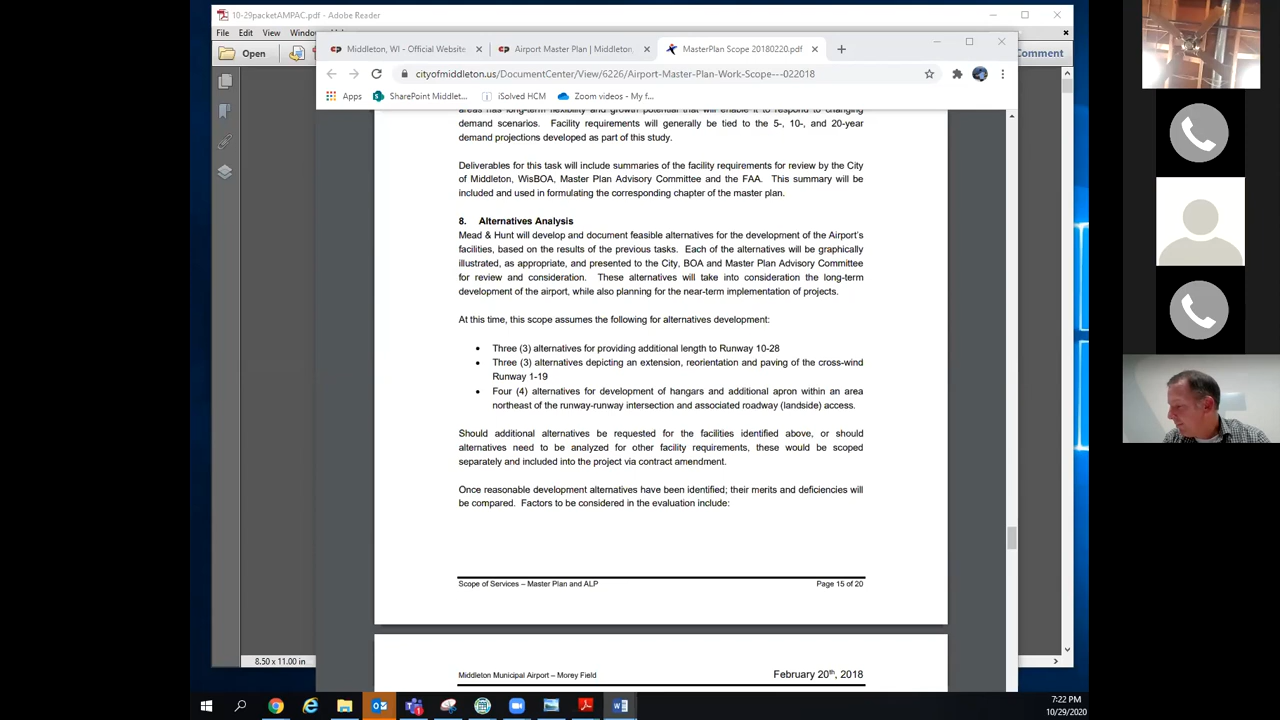 10-29packetAMPAC.pdf - Adobe Reader
File Edit View Window
Open
Comment
Middleton, WI - Official Website
Airport Master Plan | Middleton,
MasterPlan Scope 20180220.pdf
cityofmiddleton.us/DocumentCenter/View/6226/Airport-Master-Plan-Work-Scope---022018
Apps SharePoint Middlet... iSolved HCM Zoom videos - My f...
areas has long-term flexibility and growth potential that will enable it to respond to changing
demand scenarios. Facility requirements will generally be tied to the 5-, 10-, and 20-year
demand projections developed as part of this study.
Deliverables for this task will include summaries of the facility requirements for review by the City
of Middleton, WisBOA, Master Plan Advisory Committee and the FAA. This summary will be
included and used in formulating the corresponding chapter of the master plan.
8. Alternatives Analysis
Mead & Hunt will develop and document feasible alternatives for the development of the Airport's
facilities, based on the results of the previous tasks. Each of the alternatives will be graphically
illustrated, as appropriate, and presented to the City, BOA and Master Plan Advisory Committee
for review and consideration. These alternatives will take into consideration the long-term
development of the airport, while also planning for the near-term implementation of projects.
At this time, this scope assumes the following for alternatives development:
• Three (3) alternatives for providing additional length to Runway 10-28
• Three (3) alternatives depicting an extension, reorientation and paving of the cross-wind
Runway 1-19
• Four (4) alternatives for development of hangars and additional apron within an area
northeast of the runway-runway intersection and associated roadway (landside) access.
Should additional alternatives be requested for the facilities identified above, or should
alternatives need to be analyzed for other facility requirements, these would be scoped
separately and included into the project via contract amendment.
Once reasonable development alternatives have been identified; their merits and deficiencies will
be compared. Factors to be considered in the evaluation include:
Scope of Services – Master Plan and ALP Page 15 of 20
8.50 x 11.00 in
Middleton Municipal Airport – Morey Field February 20th, 2018
7:22 PM
10/29/2020